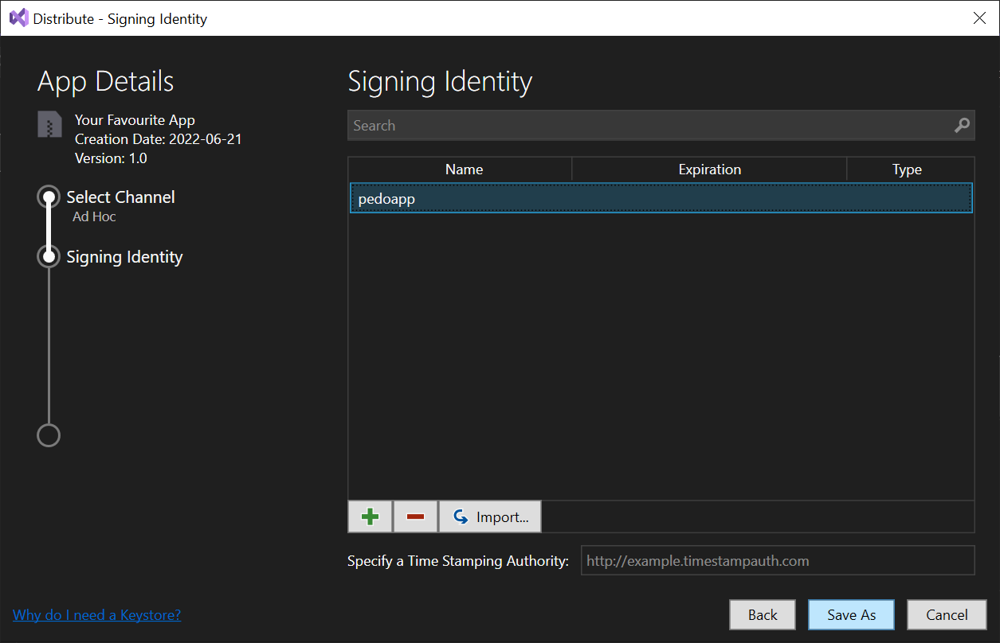 Distribute - Signing Identity
App Details
Your Favourite App
Creation Date: 2022-06-21
Version: 1.0
Select Channel
Ad Hoc
Signing Identity
Signing Identity
Search
Name Expiration Type
pedoapp
Import...
Specify a Time Stamping Authority: http://example.timestampauth.com
Why do I need a Keystore?
Back Save As Cancel